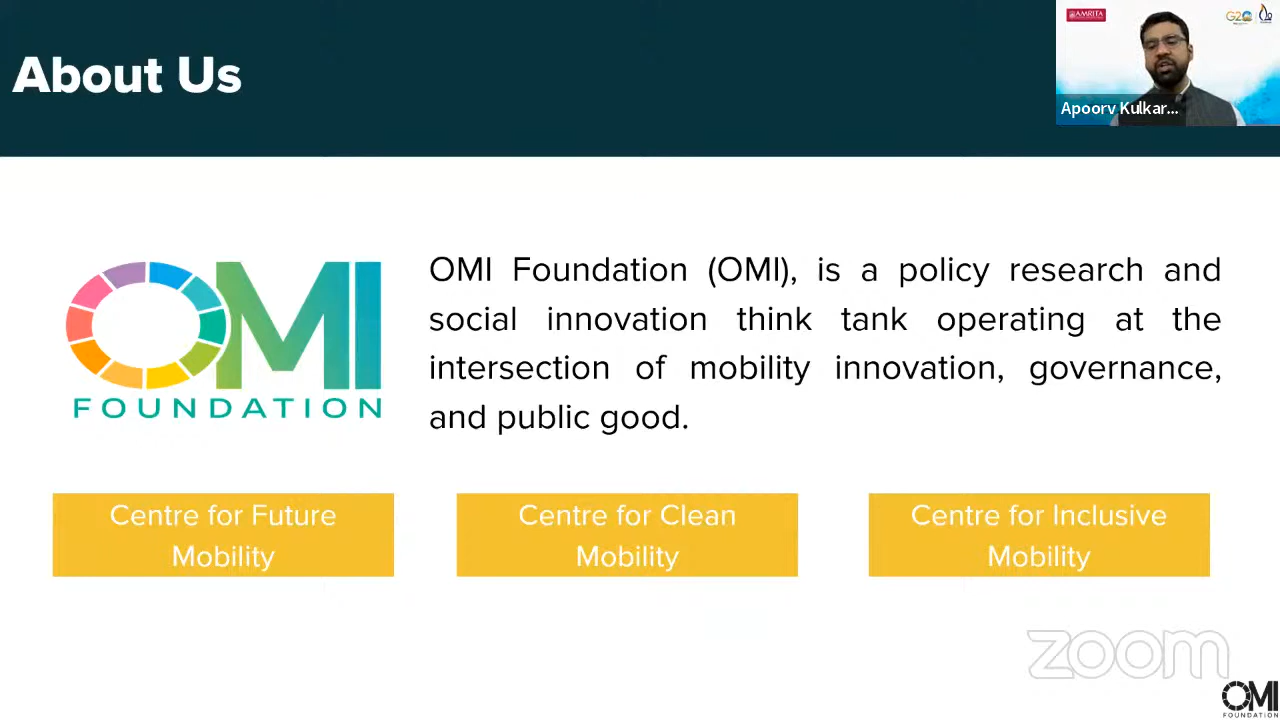 About Us
AMRITA
G20
Apoorv Kulkar...
OMI
FOUNDATION
OMI Foundation (OMI), is a policy research and
social innovation think tank operating at the
intersection of mobility innovation, governance,
and public good.
Centre for Future
Mobility
Centre for Clean
Mobility
Centre for Inclusive
Mobility
zoom
OMI
FOUNDATION